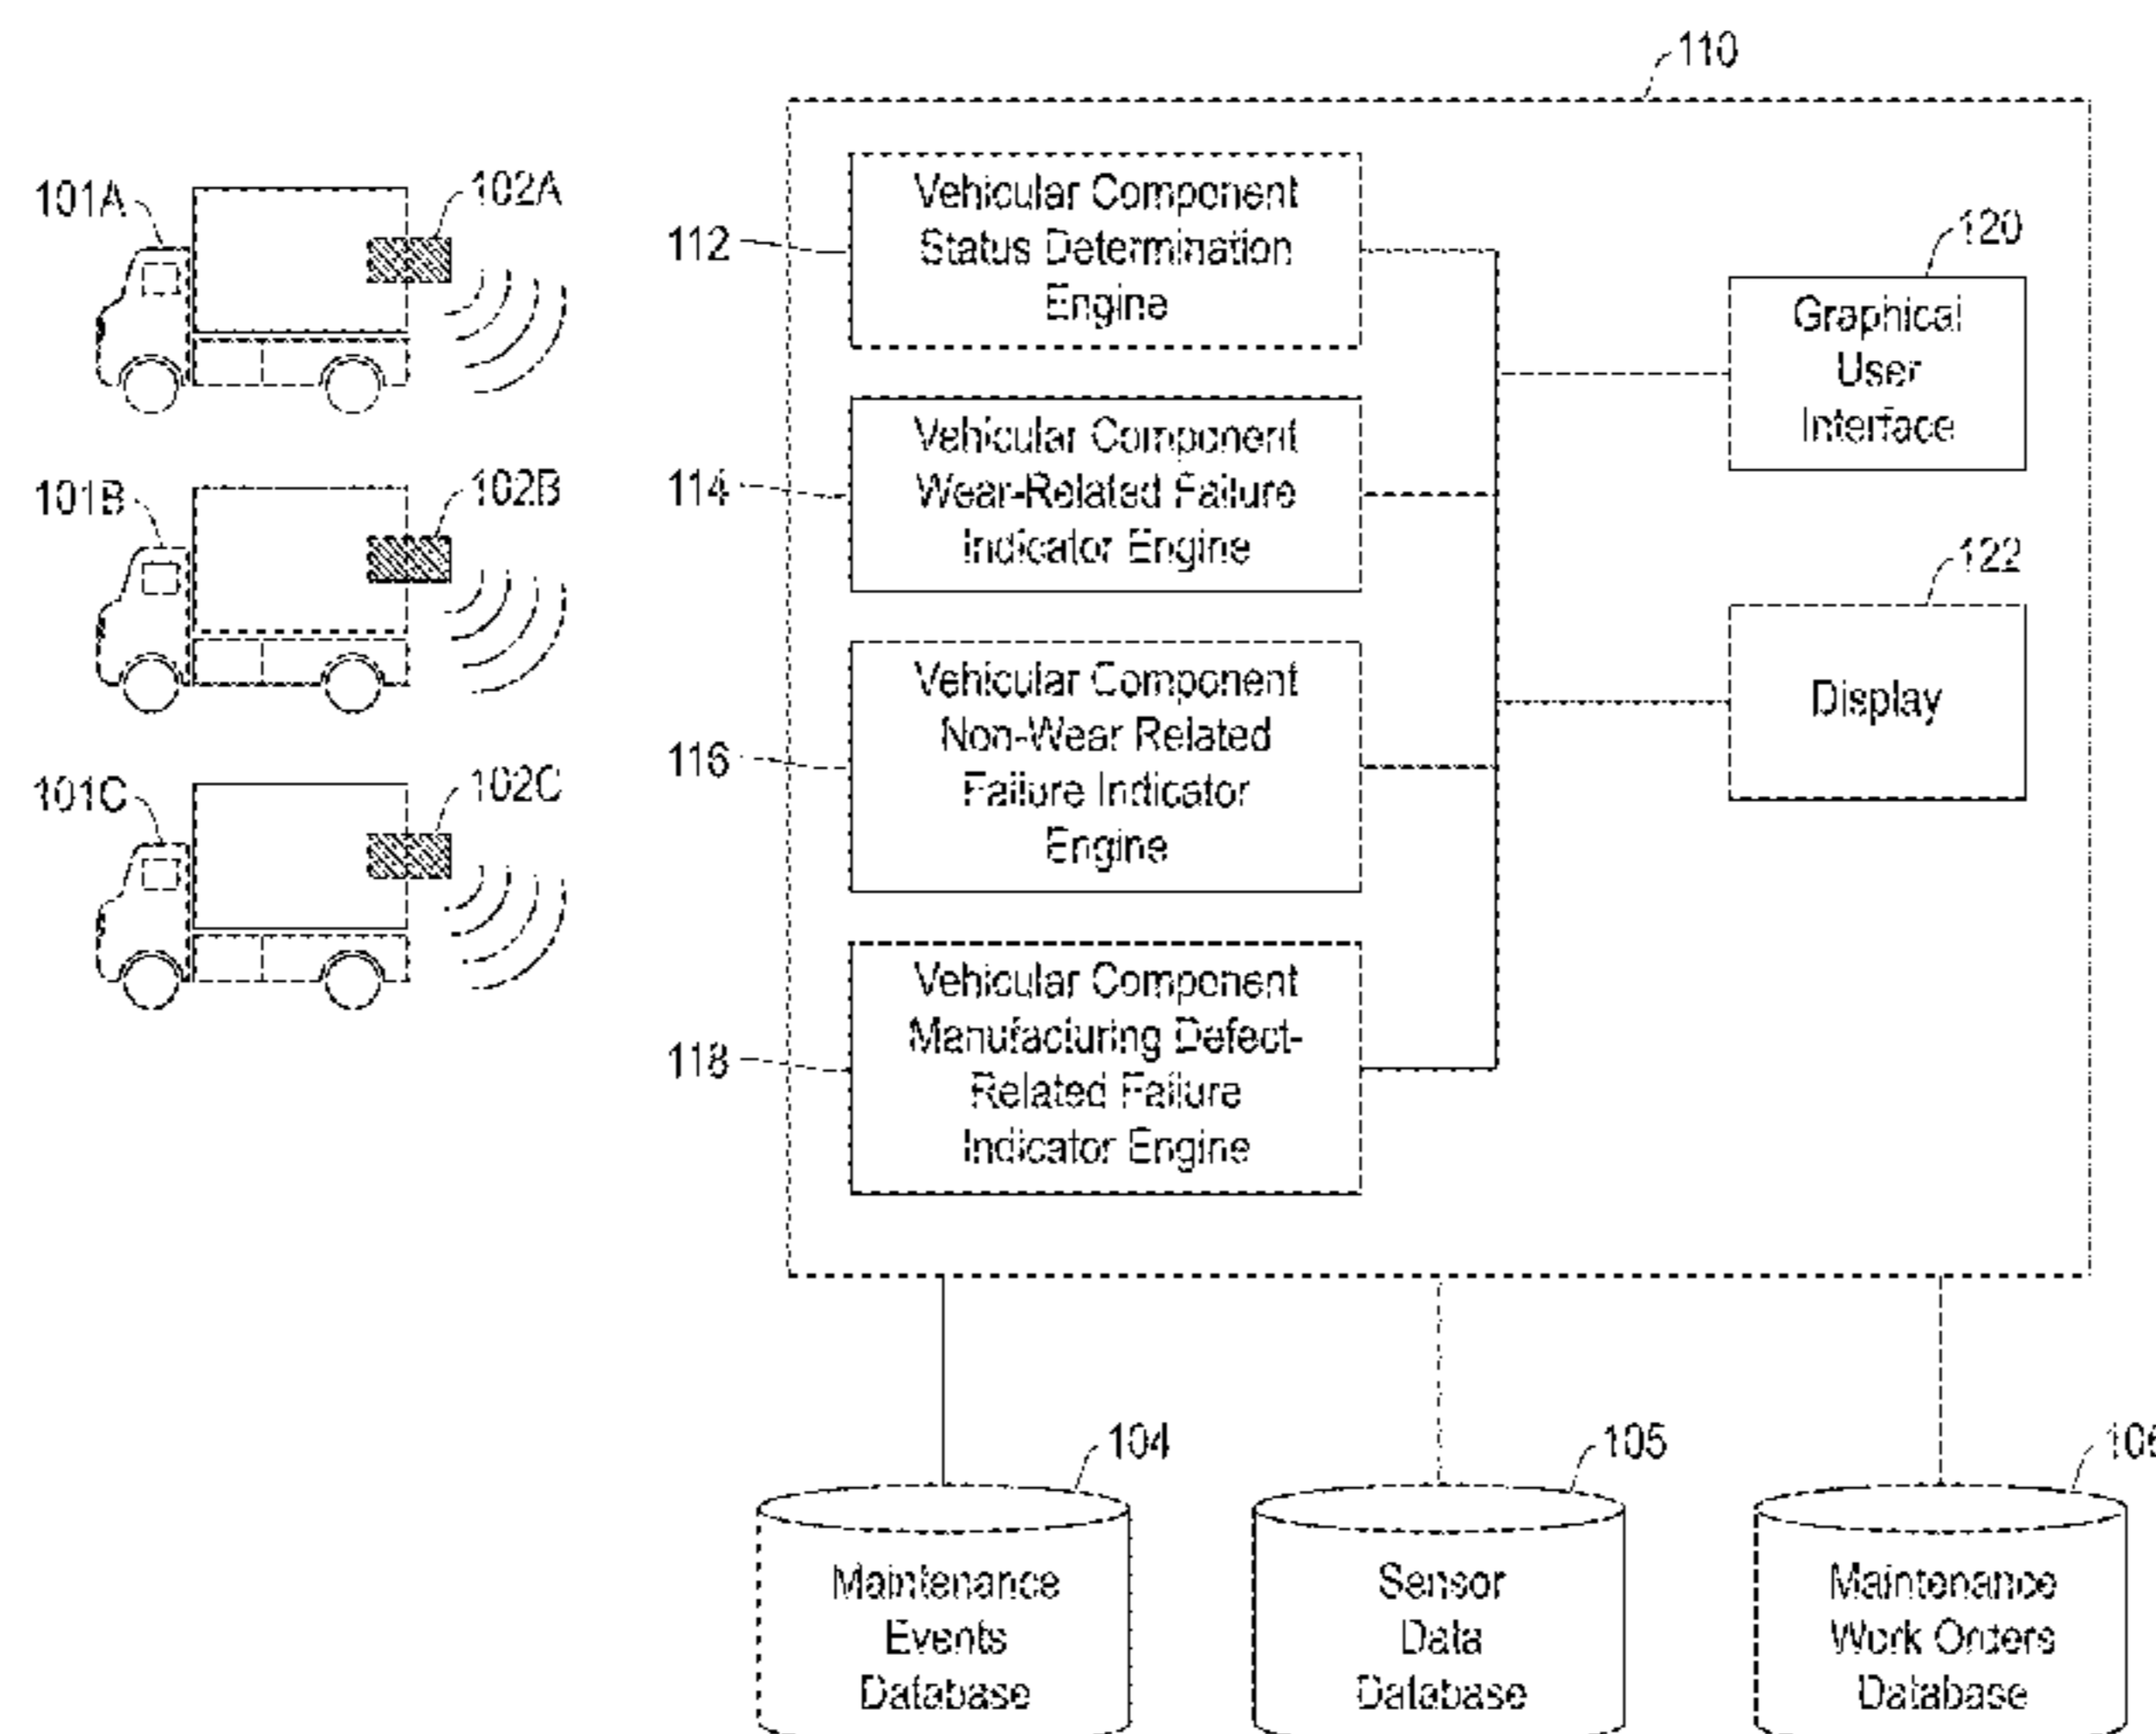 110
101A
102A
112
Vehicular Component
Status Determination
Engine
120
Graphical
User
Interface
101B
102B
114
Vehicular Component
Wear-Related Failure
Indicator Engine
122
Display
101C
102C
116
Vehicular Component
Non-Wear Related
Failure Indicator
Engine
118
Vehicular Component
Manufacturing Defect-
Related Failure
Indicator Engine
104
Maintenance
Events
Database
105
Sensor
Data
Database
106
Maintenance
Work Orders
Database